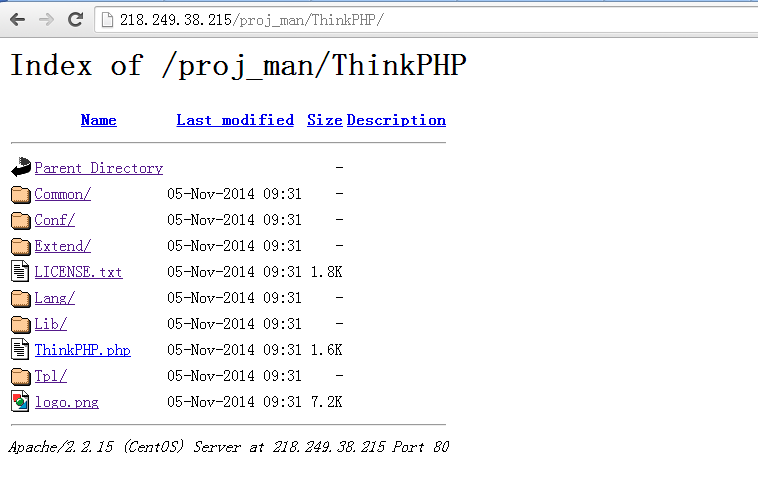 218.249.38.215/proj_man/ThinkPHP/
Index of /proj_man/ThinkPHP
Name Last modified Size Description
Parent Directory -
Common/ 05-Nov-2014 09:31 -
Conf/ 05-Nov-2014 09:31 -
Extend/ 05-Nov-2014 09:31 -
LICENSE.txt 05-Nov-2014 09:31 1.8K
Lang/ 05-Nov-2014 09:31 -
Lib/ 05-Nov-2014 09:31 -
ThinkPHP.php 05-Nov-2014 09:31 1.6K
Tpl/ 05-Nov-2014 09:31 -
logo.png 05-Nov-2014 09:31 7.2K
Apache/2.2.15 (CentOS) Server at 218.249.38.215 Port 80